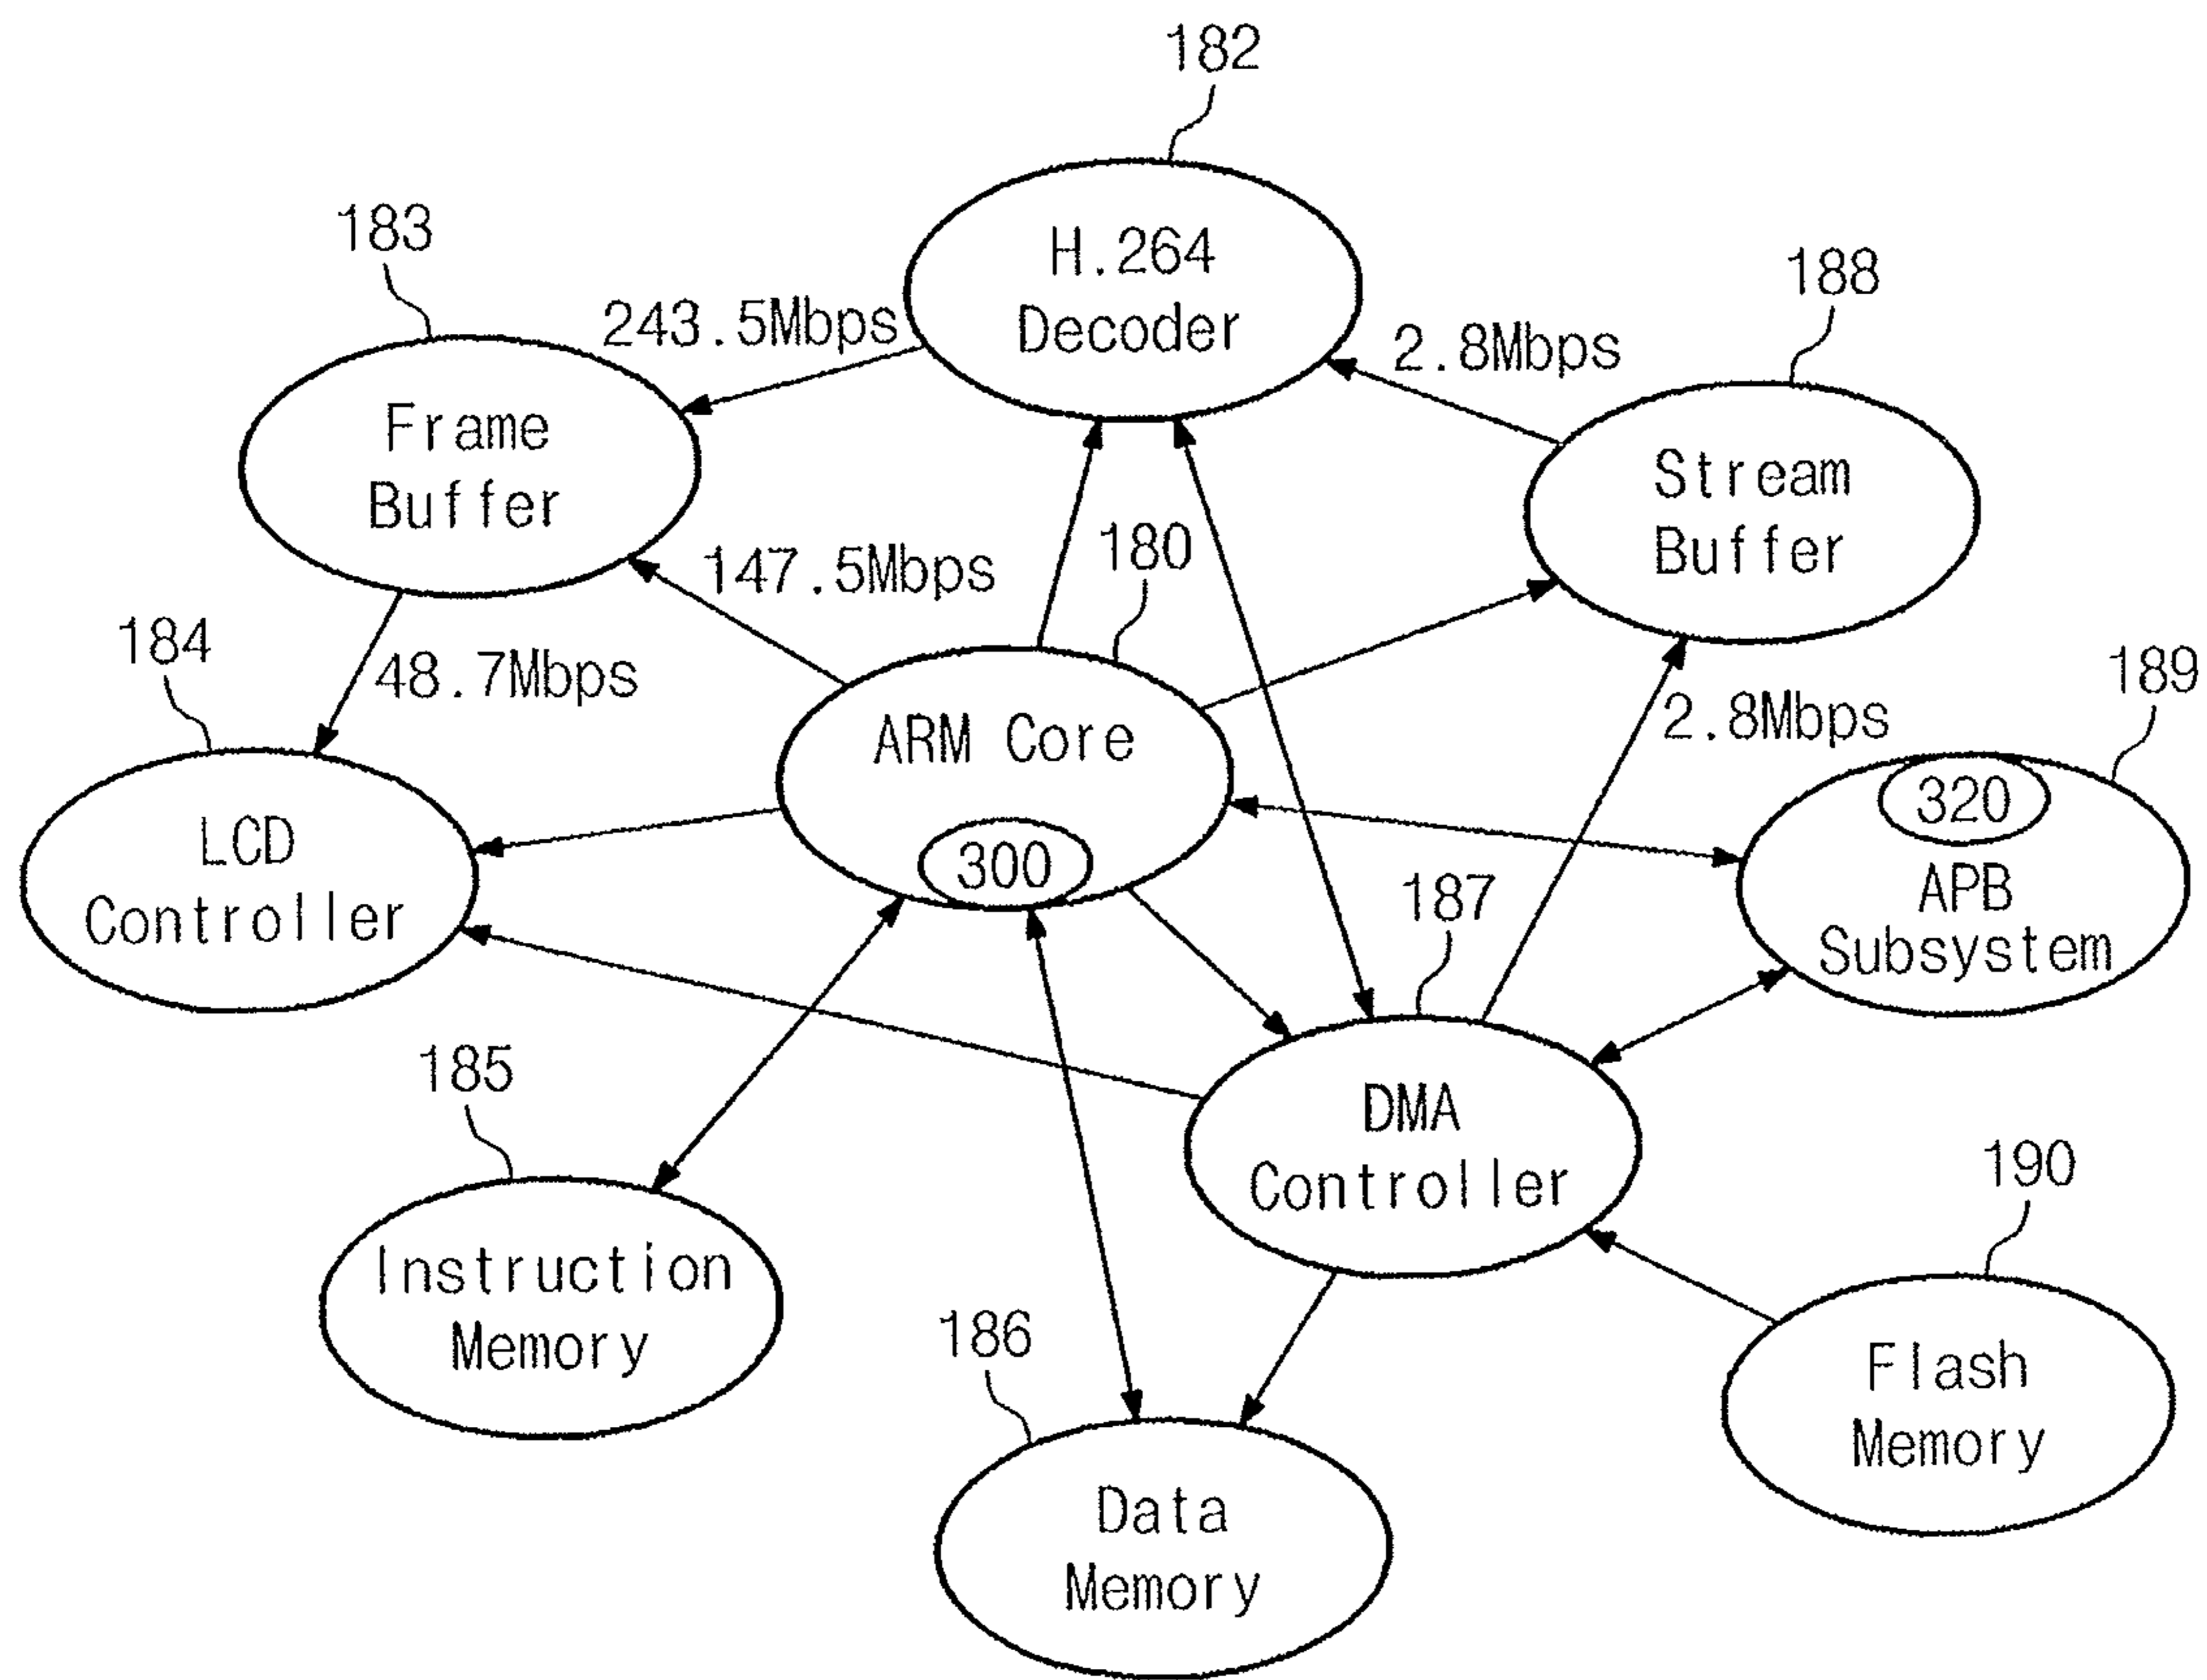 182
H.264
Decoder
183
243.5Mbps
2.8Mbps
188
Frame
Buffer
Stream
Buffer
147.5Mbps
180
184
48.7Mbps
2.8Mbps
189
ARM Core
300
320
APB
Subsystem
LCD
Controller
187
185
DMA
Controller
190
Instruction
Memory
186
Flash
Memory
Data
Memory